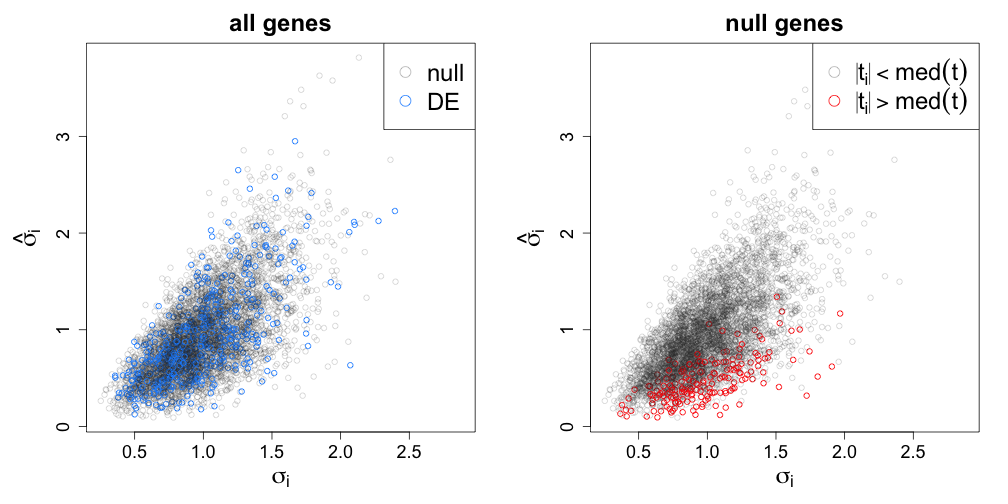 all genes
null
DE
3
2
1
0
σ̂ᵢ
0.5 1.0 1.5 2.0 2.5
σᵢ
null genes
|tᵢ| < med(t)
|tᵢ| > med(t)
3
2
1
0
σ̂ᵢ
0.5 1.0 1.5 2.0 2.5
σᵢ